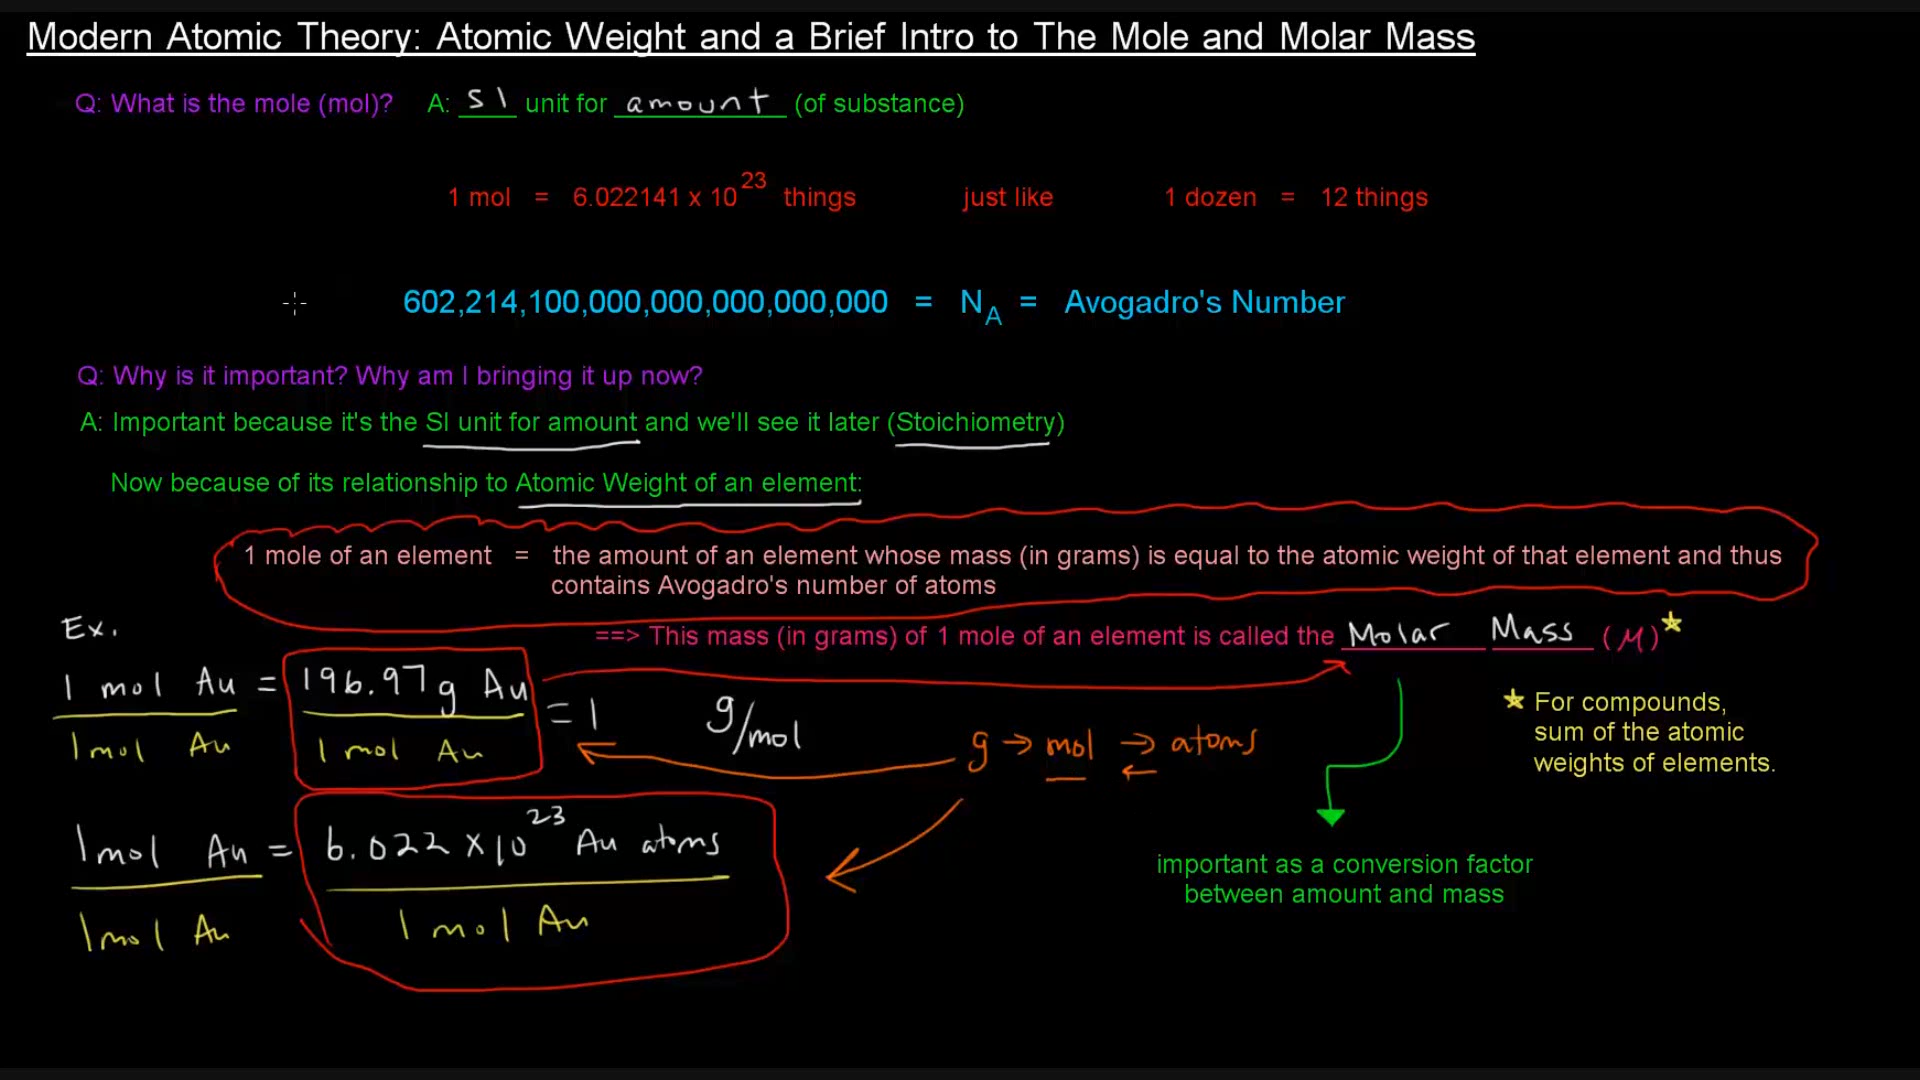 Modern Atomic Theory: Atomic Weight and a Brief Intro to The Mole and Molar Mass
Q: What is the mole (mol)? A: SI unit for amount (of substance)
1 mol = 6.022141 x 10^23 things just like 1 dozen = 12 things
602,214,100,000,000,000,000,000 = N_A = Avogadro's Number
Q: Why is it important? Why am I bringing it up now?
A: Important because it's the SI unit for amount and we'll see it later (Stoichiometry)
Now because of its relationship to Atomic Weight of an element:
1 mole of an element = the amount of an element whose mass (in grams) is equal to the atomic weight of that element and thus
contains Avogadro's number of atoms
==> This mass (in grams) of 1 mole of an element is called the Molar Mass (M)★
Ex.
1 mol Au = 196.97g Au
1 mol Au 1 mol Au
= 1
g/mol
g → mol → atoms
←
★ For compounds,
sum of the atomic
weights of elements.
1 mol Au = 6.022 x 10^23 Au atoms
1 mol Au 1 mol Au
important as a conversion factor
between amount and mass